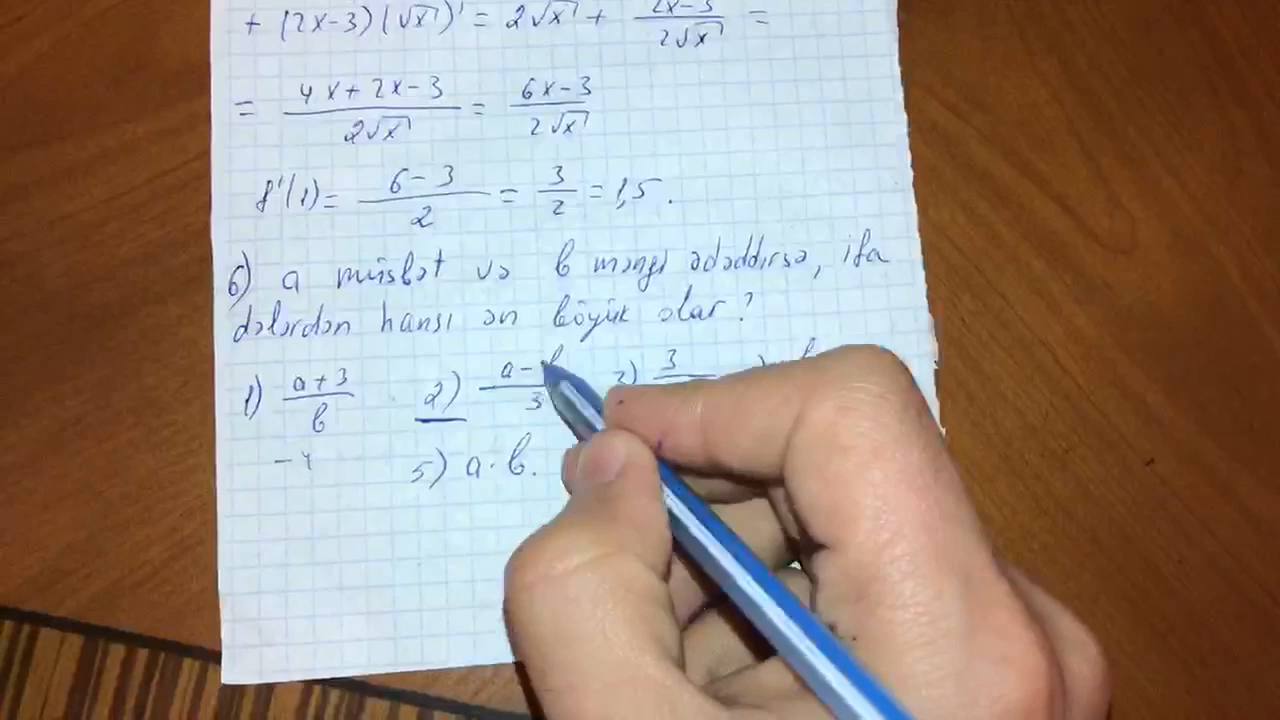 + (2x-3)(√x)' = 2√x + 2x-3/2√x =
= 4x+2x-3/2√x = 6x-3/2√x
f'(1) = 6-3/2 = 3/2 = 1,5.
6) a müsbət və b mənfi ədəddirsə, ifa
dələrdən hansı ən böyük olar?
1) a+3/b 2) a-/3 3) 3/
-4 5) a·b.